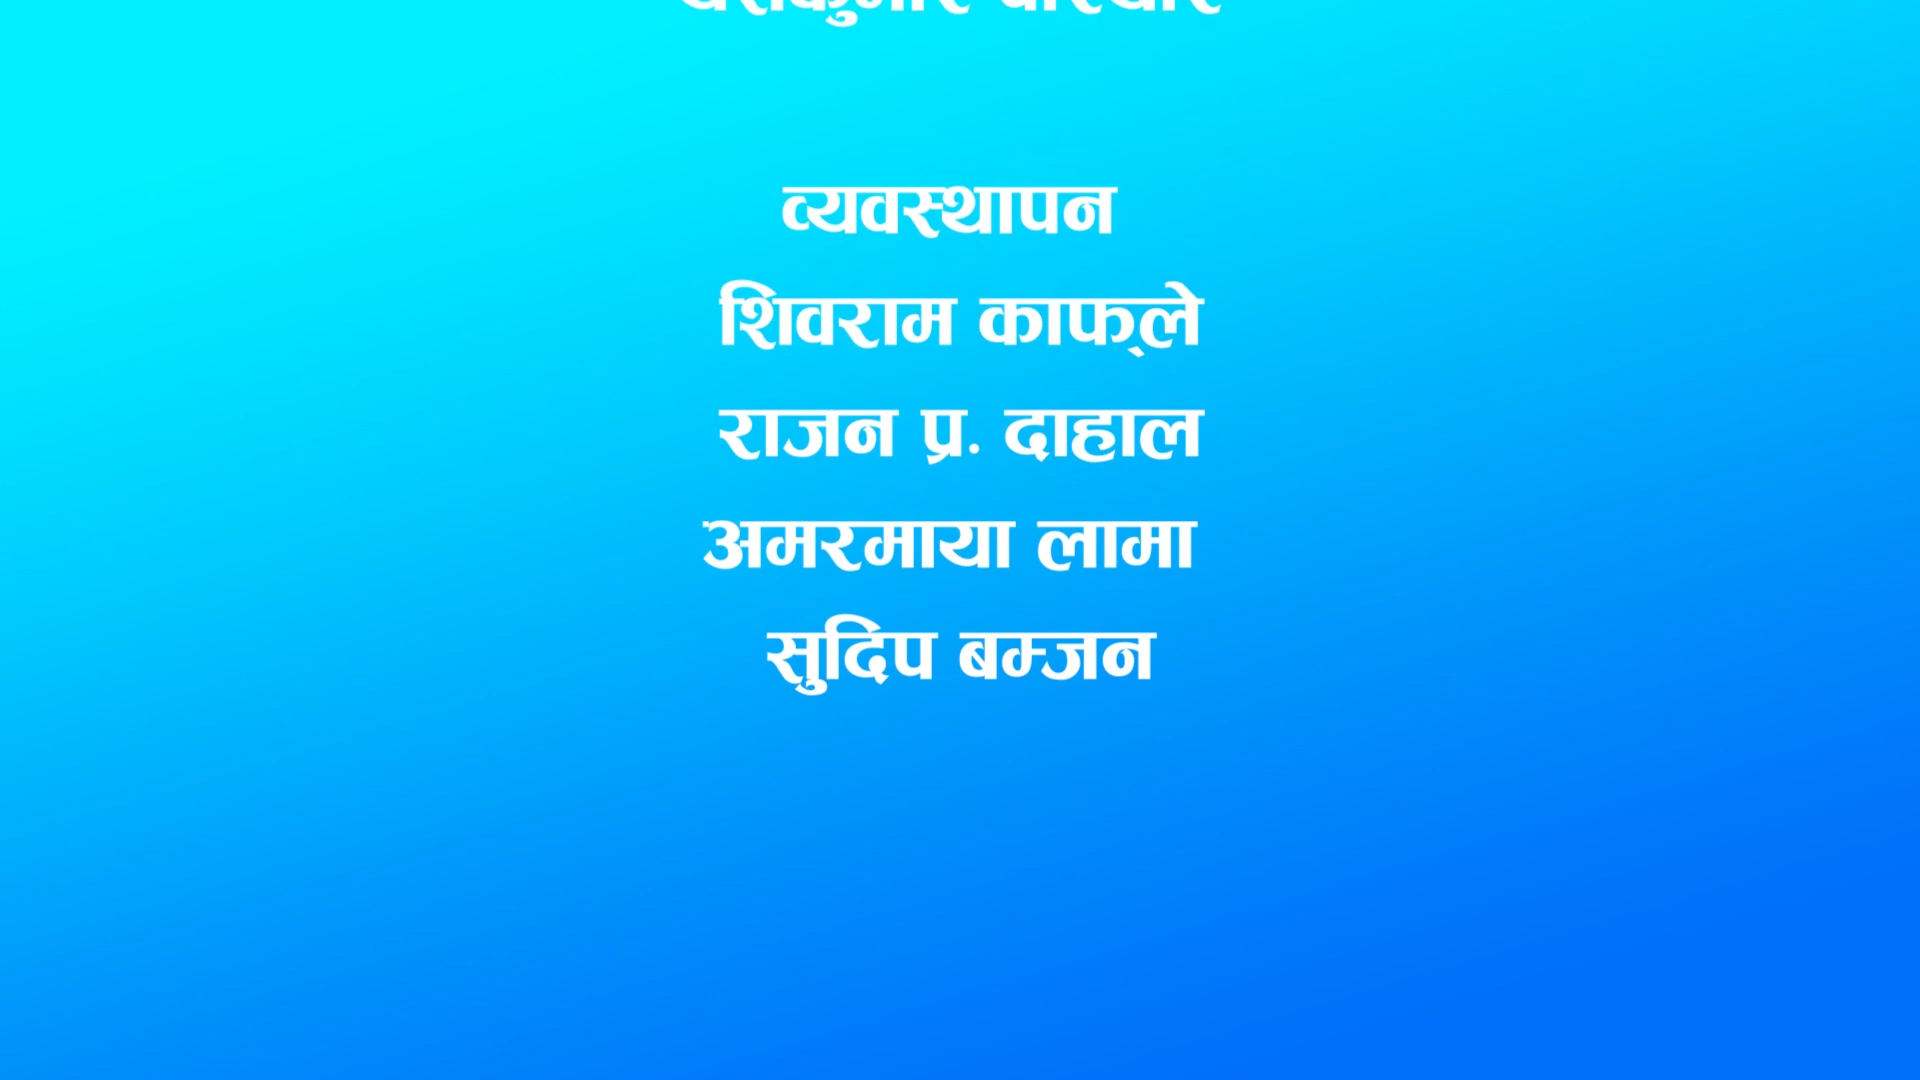 व्यवस्थापन
शिवराम काफ्ले
राजन प्र. दाहाल
अमरमाया लामा
सुदिप बम्जन